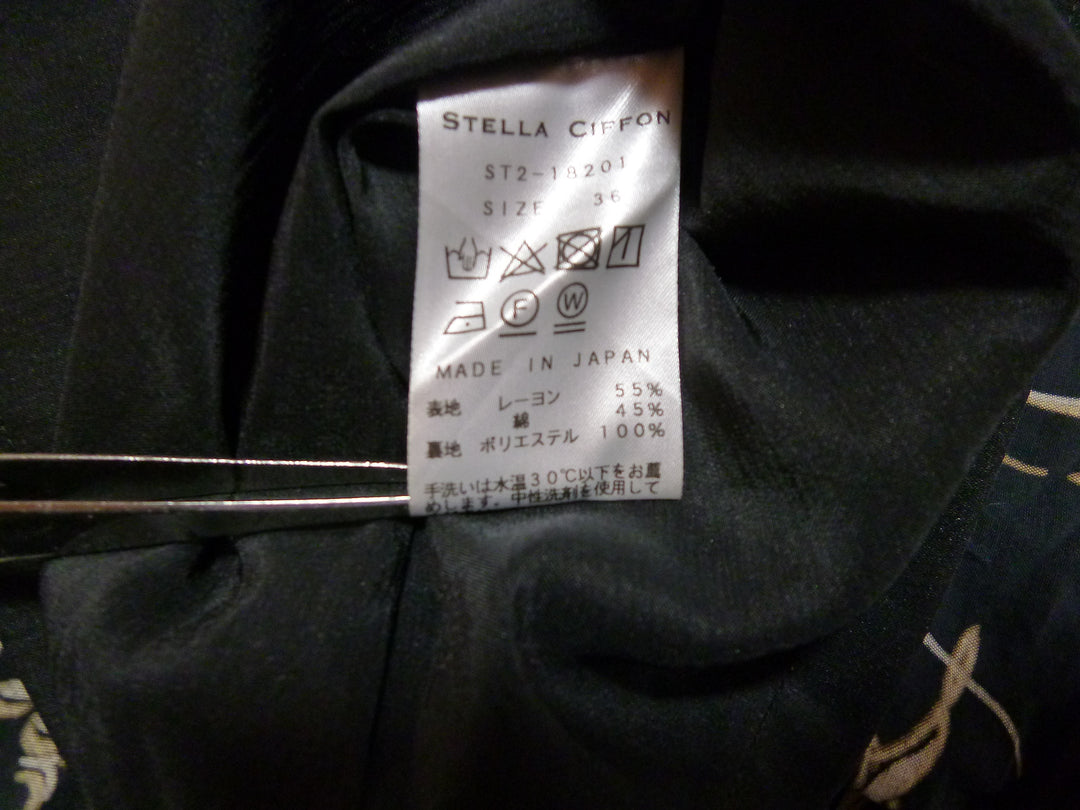 STELLA CIFFON
ST2-18201
SIZE 36
F W
MADE IN JAPAN
表地 レーヨン 55%
綿 45%
裏地 ポリエステル 100%
手洗いは水温30℃以下をお薦
めします。中性洗剤を使用して